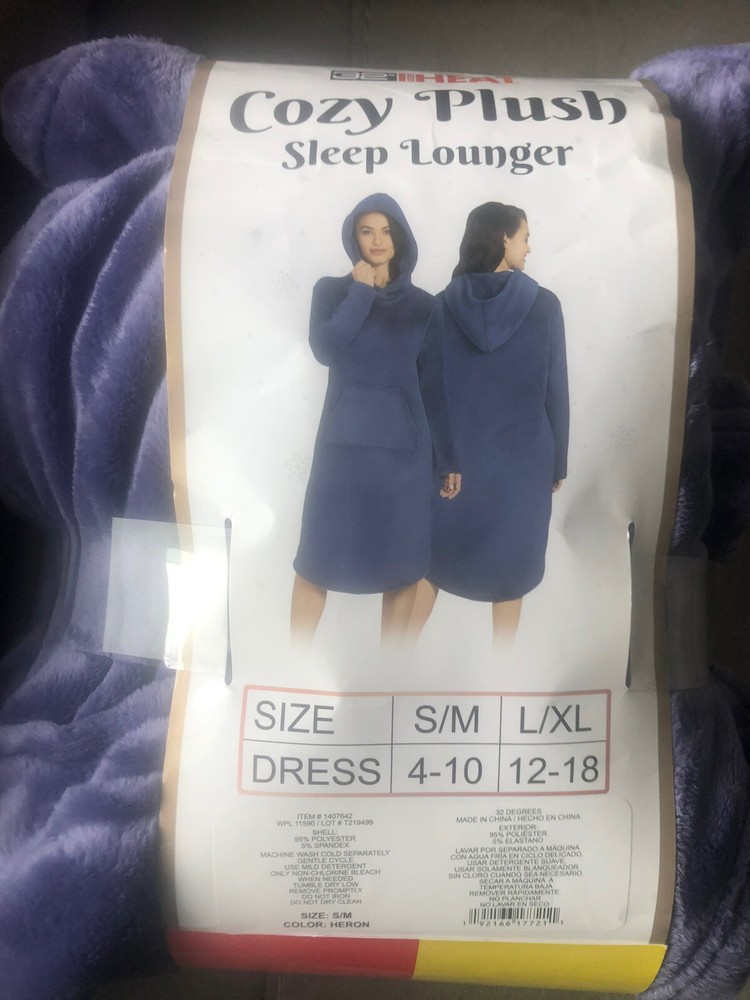 32° HEAT
Cozy Plush
Sleep Lounger
SIZE S/M L/XL
DRESS 4-10 12-18
ITEM # 1407642
WPL 11590 / LOT # T219499
SHELL:
95% POLYESTER
5% SPANDEX
MACHINE WASH COLD SEPARATELY
GENTLE CYCLE
USE MILD DETERGENT
ONLY NON-CHLORINE BLEACH
WHEN NEEDED
TUMBLE DRY LOW
REMOVE PROMPTLY
DO NOT IRON
DO NOT DRY CLEAN
SIZE: S/M
COLOR: HERON
32 DEGREES
MADE IN CHINA / HECHO EN CHINA
EXTERIOR:
95% POLIÉSTER
5% ELASTANO
LAVAR POR SEPARADO A MÁQUINA
CON AGUA FRÍA EN CICLO DELICADO.
USAR DETERGENTE SUAVE.
USAR SOLAMENTE BLANQUEADOR
SIN CLORO CUANDO SEA NECESARIO.
SECAR A MÁQUINA A
TEMPERATURA BAJA
REMOVER RÁPIDAMENTE.
NO PLANCHAR
NO LAVAR EN SECO
1 92166 17721 1